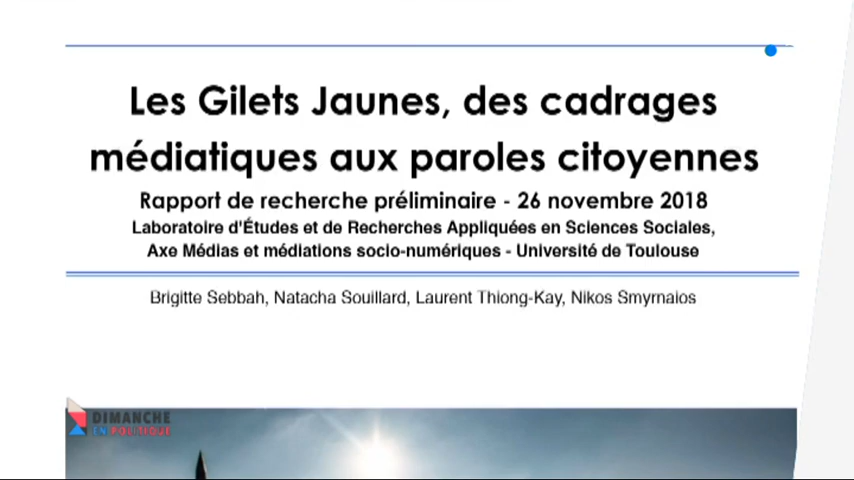 Les Gilets Jaunes, des cadrages
médiatiques aux paroles citoyennes
Rapport de recherche préliminaire - 26 novembre 2018
Laboratoire d'Études et de Recherches Appliquées en Sciences Sociales,
Axe Médias et médiations socio-numériques - Université de Toulouse
Brigitte Sebbah, Natacha Souillard, Laurent Thiong-Kay, Nikos Smyrnaios
DIMANCHE
EN POLITIQUE